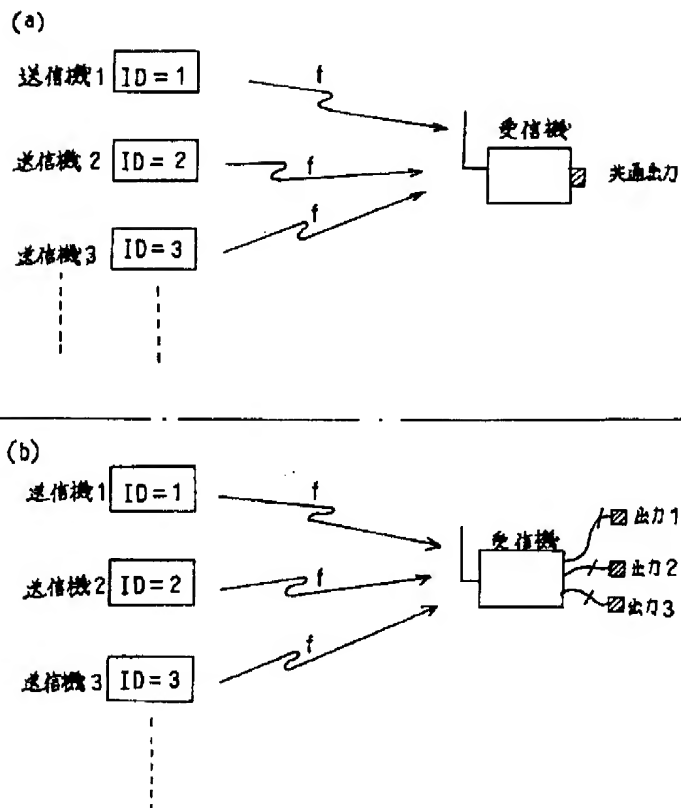 (a)
送信機1 ID=1 f
受信機
送信機2 ID=2 f 共通出力
送信機3 ID=3 f
(b)
送信機1 ID=1 f 出力1
受信機
送信機2 ID=2 f 出力2
出力3
送信機3 ID=3 f